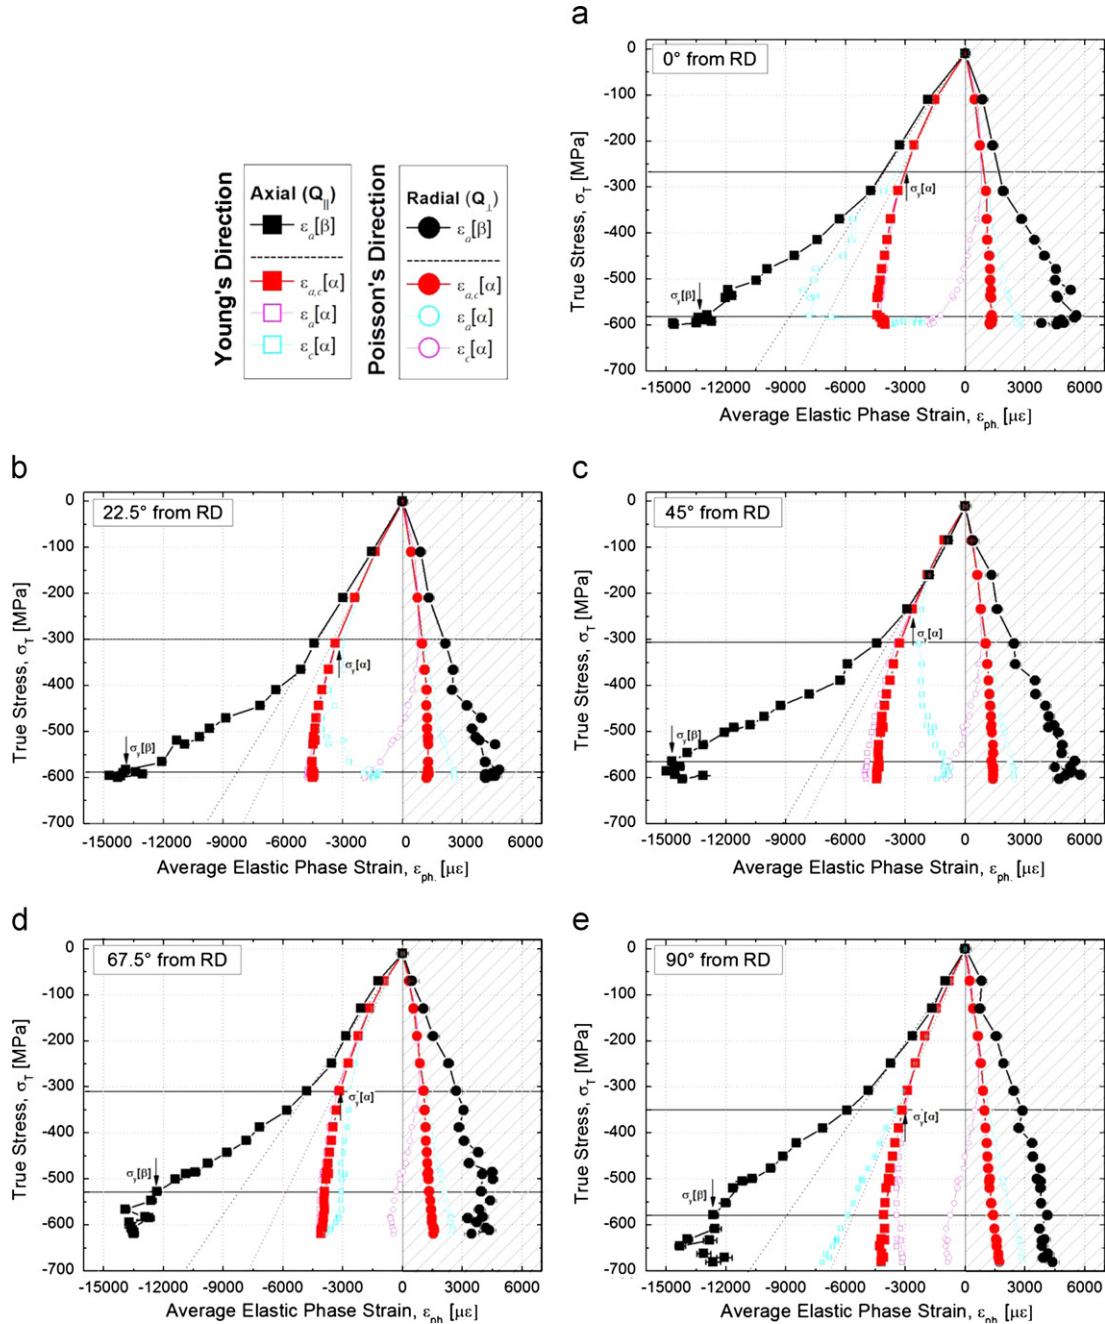 a
0° from RD
0
-100
-200
-300
-400
-500
-600
-700
True Stress, σT [MPa]
σy[α]
σy[β]
-15000 -12000 -9000 -6000 -3000 0 3000 6000
Average Elastic Phase Strain, εph. [με]
Young's Direction
Axial (Q∥)
εa[β]
εa,c[α]
εa[α]
εc[α]
Poisson's Direction
Radial (Q⊥)
εa[β]
εa,c[α]
εa[α]
εc[α]
b
22.5° from RD
0
-100
-200
-300
-400
-500
-600
-700
True Stress, σT [MPa]
σy[α]
σy[β]
-15000 -12000 -9000 -6000 -3000 0 3000 6000
Average Elastic Phase Strain, εph. [με]
c
45° from RD
0
-100
-200
-300
-400
-500
-600
-700
True Stress, σT [MPa]
σy[α]
σy[β]
-15000 -12000 -9000 -6000 -3000 0 3000 6000
Average Elastic Phase Strain, εph. [με]
d
67.5° from RD
0
-100
-200
-300
-400
-500
-600
-700
True Stress, σT [MPa]
σy[α]
σy[β]
-15000 -12000 -9000 -6000 -3000 0 3000 6000
Average Elastic Phase Strain, εph [με]
e
90° from RD
0
-100
-200
-300
-400
-500
-600
-700
True Stress, σT [MPa]
σy[α]
σy[β]
-15000 -12000 -9000 -6000 -3000 0 3000 6000
Average Elastic Phase Strain, εph. [με]